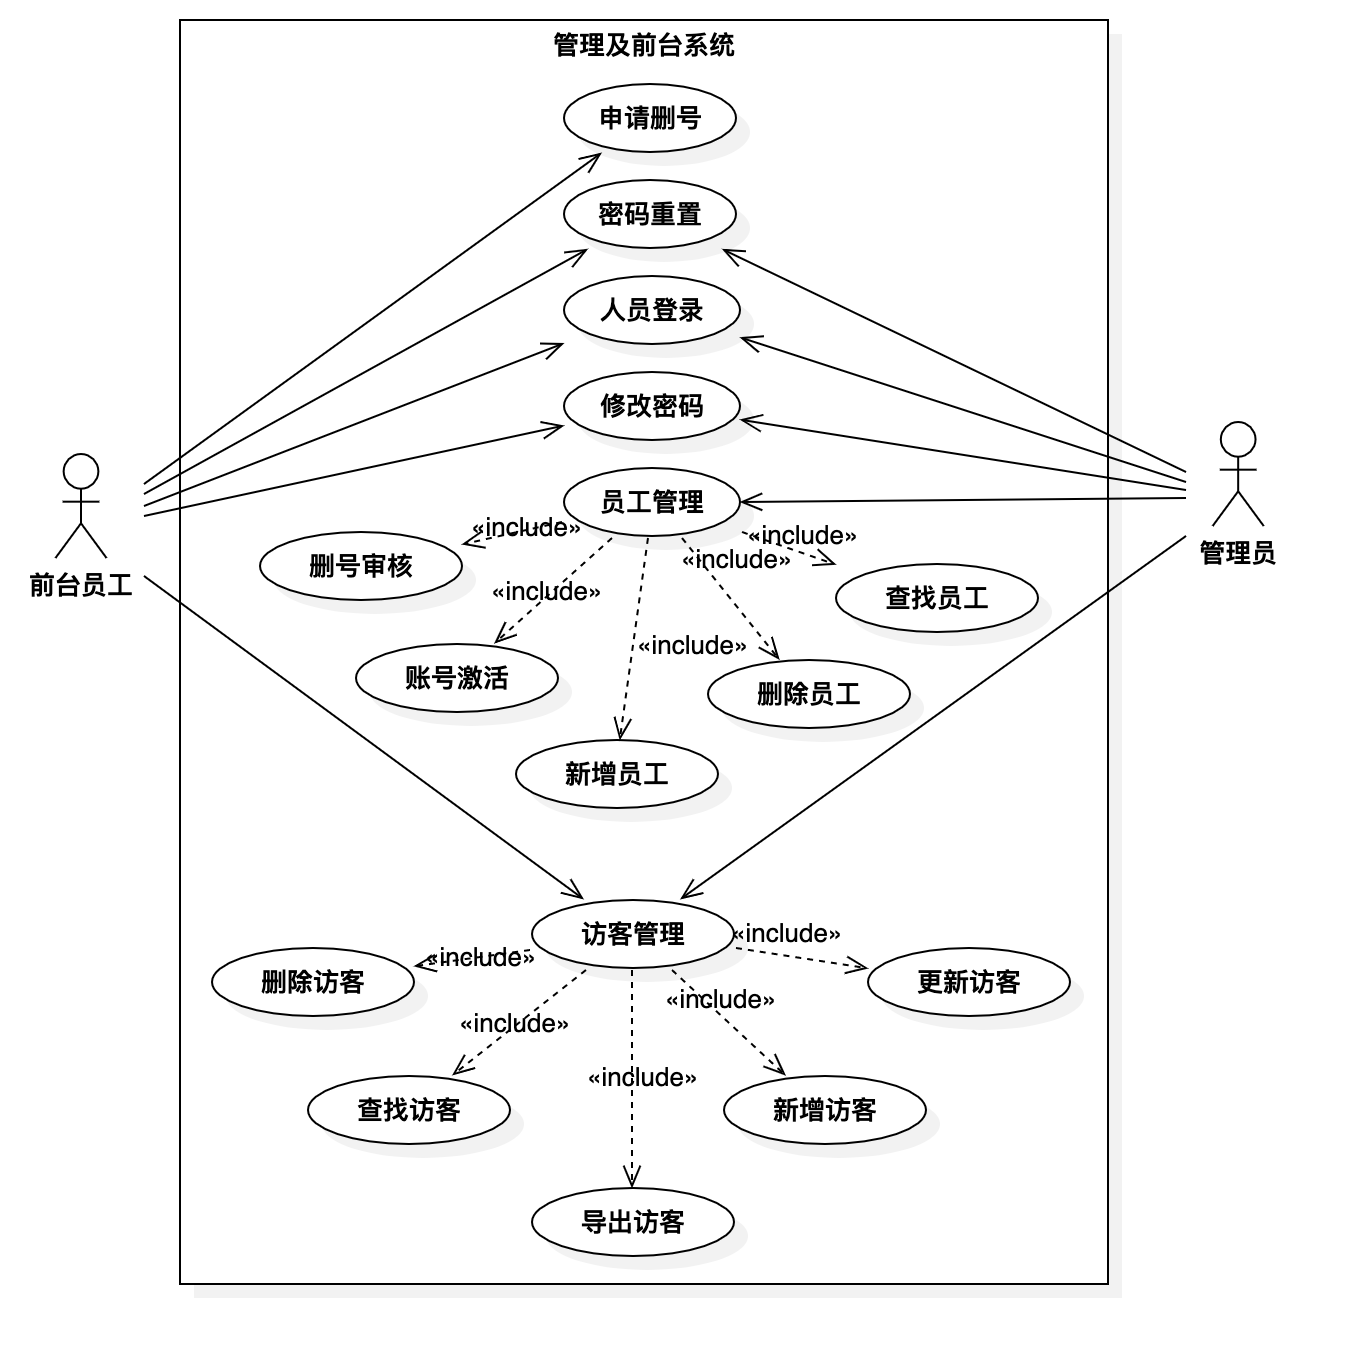 管理及前台系统
申请删号
密码重置
人员登录
修改密码
员工管理
前台员工
管理员
«include»
«include»
«include»
«include»
«include»
删号审核
查找员工
账号激活
删除员工
新增员工
访客管理
«include»
«include»
«include»
«include»
«include»
删除访客
更新访客
查找访客
新增访客
导出访客